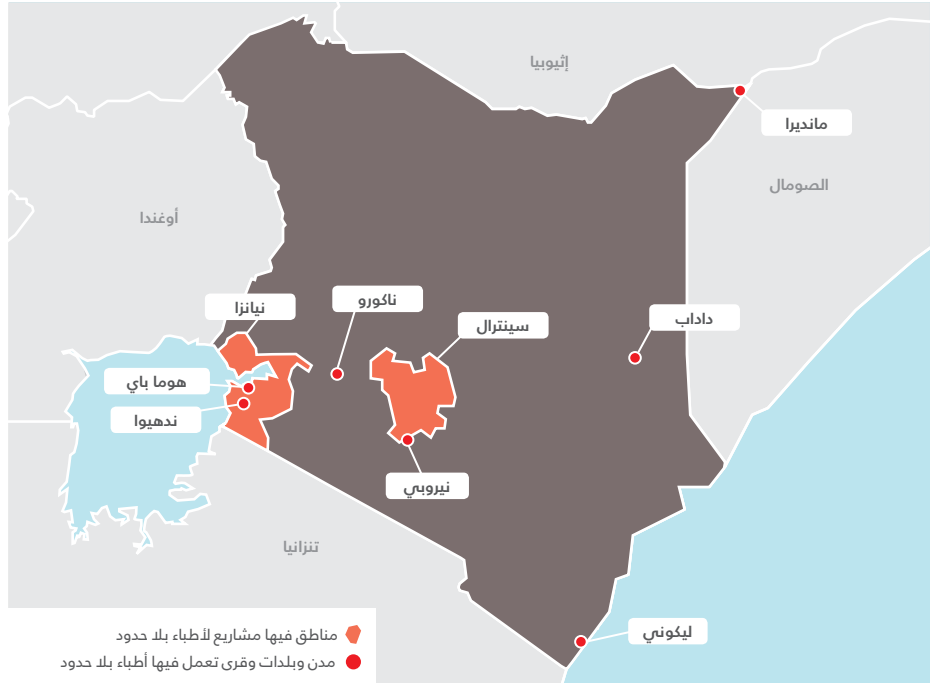 إثيوبيا
مانديرا
الصومال
أوغندا
ناكورو
نيانزا
داداب
سينترال
هوما باي
ندهيوا
نيروبي
تنزانيا
ليكوني
مناطق فيها مشاريع لأطباء بلا حدود
مدن وبلدات وقرى تعمل فيها أطباء بلا حدود